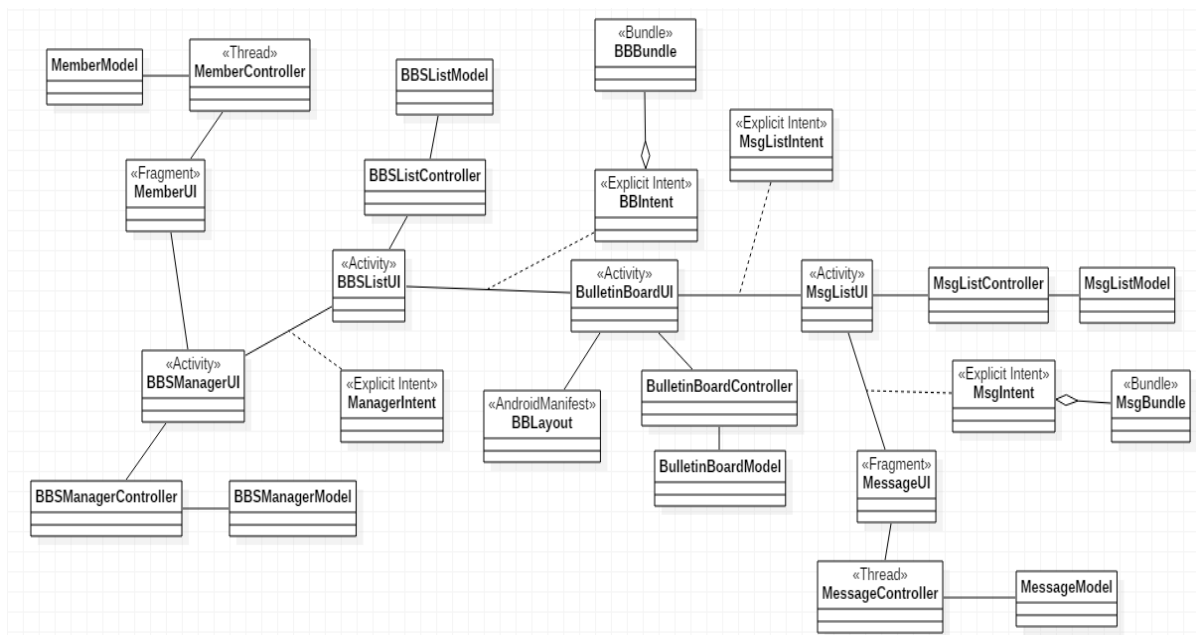 «Bundle»
BBBundle
MemberModel
«Thread»
MemberController
BBSListModel
«Explicit Intent»
MsgListIntent
«Fragment»
MemberUI
BBSListController
«Explicit Intent»
BBIntent
«Activity»
BBSListUI
«Activity»
BulletinBoardUI
«Activity»
MsgListUI
MsgListController
MsgListModel
«Activity»
BBSManagerUI
«Explicit Intent»
ManagerIntent
«AndroidManifest»
BBLayout
BulletinBoardController
«Explicit Intent»
MsgIntent
«Bundle»
MsgBundle
BulletinBoardModel
«Fragment»
MessageUI
BBSManagerController
BBSManagerModel
«Thread»
MessageController
MessageModel